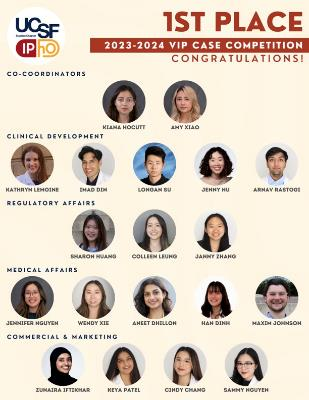 UCSF
IPhO
1ST PLACE
2023-2024 VIP CASE COMPETITION
CONGRATULATIONS!
CO-COORDINATORS
KIANA HOCUTT AMY XIAO
CLINICAL DEVELOPMENT
KATHRYN LEMOINE IMAD DIN LONGAN SU JENNY HU ARNAV RASTOGI
REGULATORY AFFAIRS
SHARON HUANG COLLEEN LEUNG JAHMY ZHANG
MEDICAL AFFAIRS
JENNIFER NGUYEN WENDY XIE ANEET DHILLON HAN DINH MAXIM JOHNSON
COMMERCIAL & MARKETING
ZUNAIRA IFTIKHAR KEYA PATEL CINDY CHANG SAMMY NGUYEN